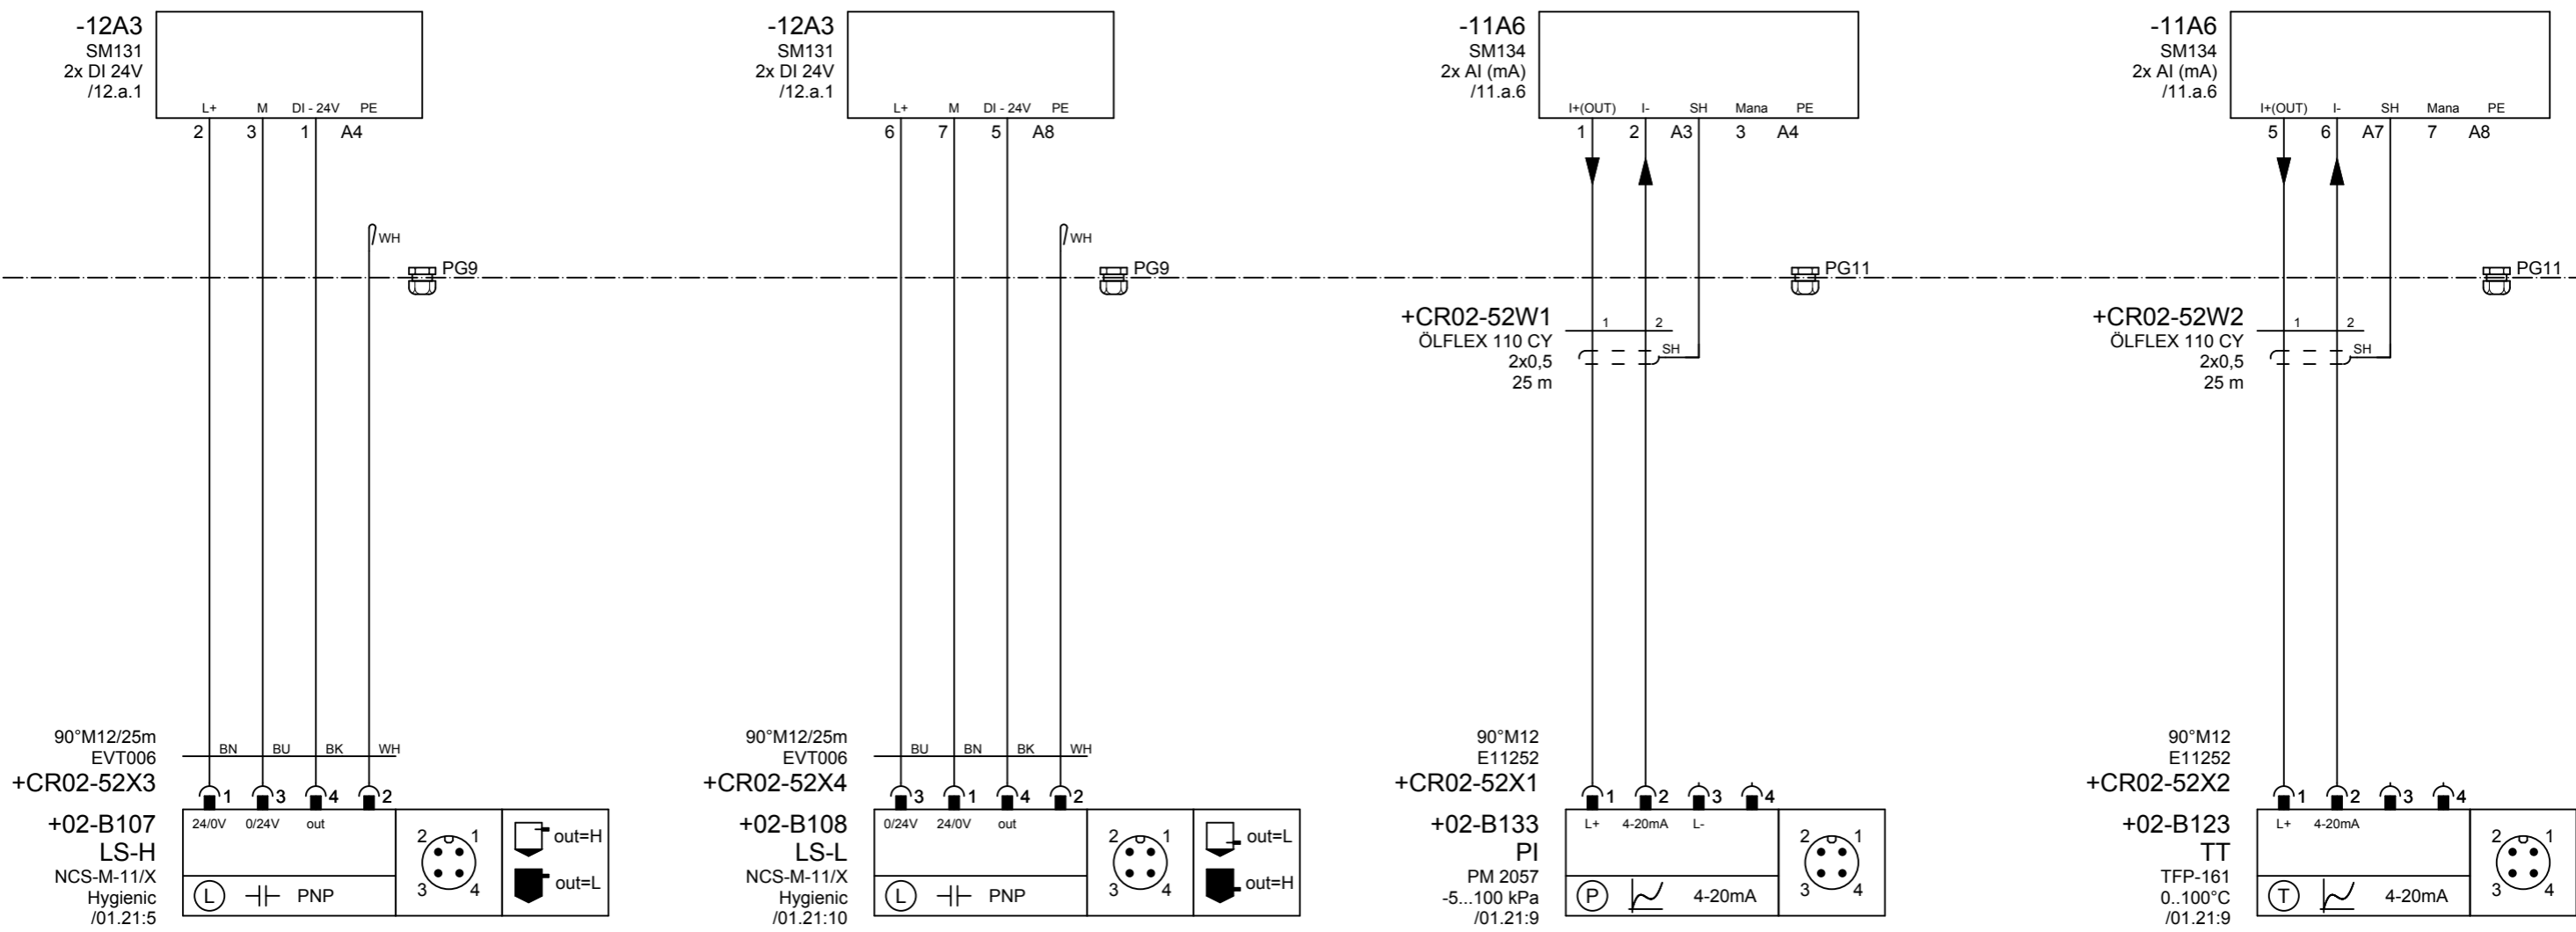 -12A3
SM131
2x DI 24V
/12.a.1
L+ M DI - 24V PE
2 3 1 A4
WH
PG9
90°M12/25m
EVT006
+CR02-52X3
BN BU BK WH
1 3 4 2
+02-B107
LS-H
NCS-M-11/X
Hygienic
/01.21:5
24/0V 0/24V out
L PNP
2 1
3 4
out=H
out=L
-12A3
SM131
2x DI 24V
/12.a.1
L+ M DI - 24V PE
6 7 5 A8
WH
PG9
90°M12/25m
EVT006
+CR02-52X4
BU BN BK WH
3 1 4 2
+02-B108
LS-L
NCS-M-11/X
Hygienic
/01.21:10
0/24V 24/0V out
L PNP
2 1
3 4
out=L
out=H
-11A6
SM134
2x AI (mA)
/11.a.6
I+(OUT) I- SH Mana PE
1 2 A3 3 A4
PG11
+CR02-52W1
ÖLFLEX 110 CY
2x0,5
25 m
1 2
SH
90°M12
E11252
+CR02-52X1
1 2 3 4
+02-B133
PI
PM 2057
-5...100 kPa
/01.21:9
L+ 4-20mA L-
P 4-20mA
2 1
3 4
-11A6
SM134
2x AI (mA)
/11.a.6
I+(OUT) I- SH Mana PE
5 6 A7 7 A8
PG11
+CR02-52W2
ÖLFLEX 110 CY
2x0,5
25 m
1 2
SH
90°M12
E11252
+CR02-52X2
1 2 3 4
+02-B123
TT
TFP-161
0..100°C
/01.21:9
L+ 4-20mA
T 4-20mA
2 1
3 4